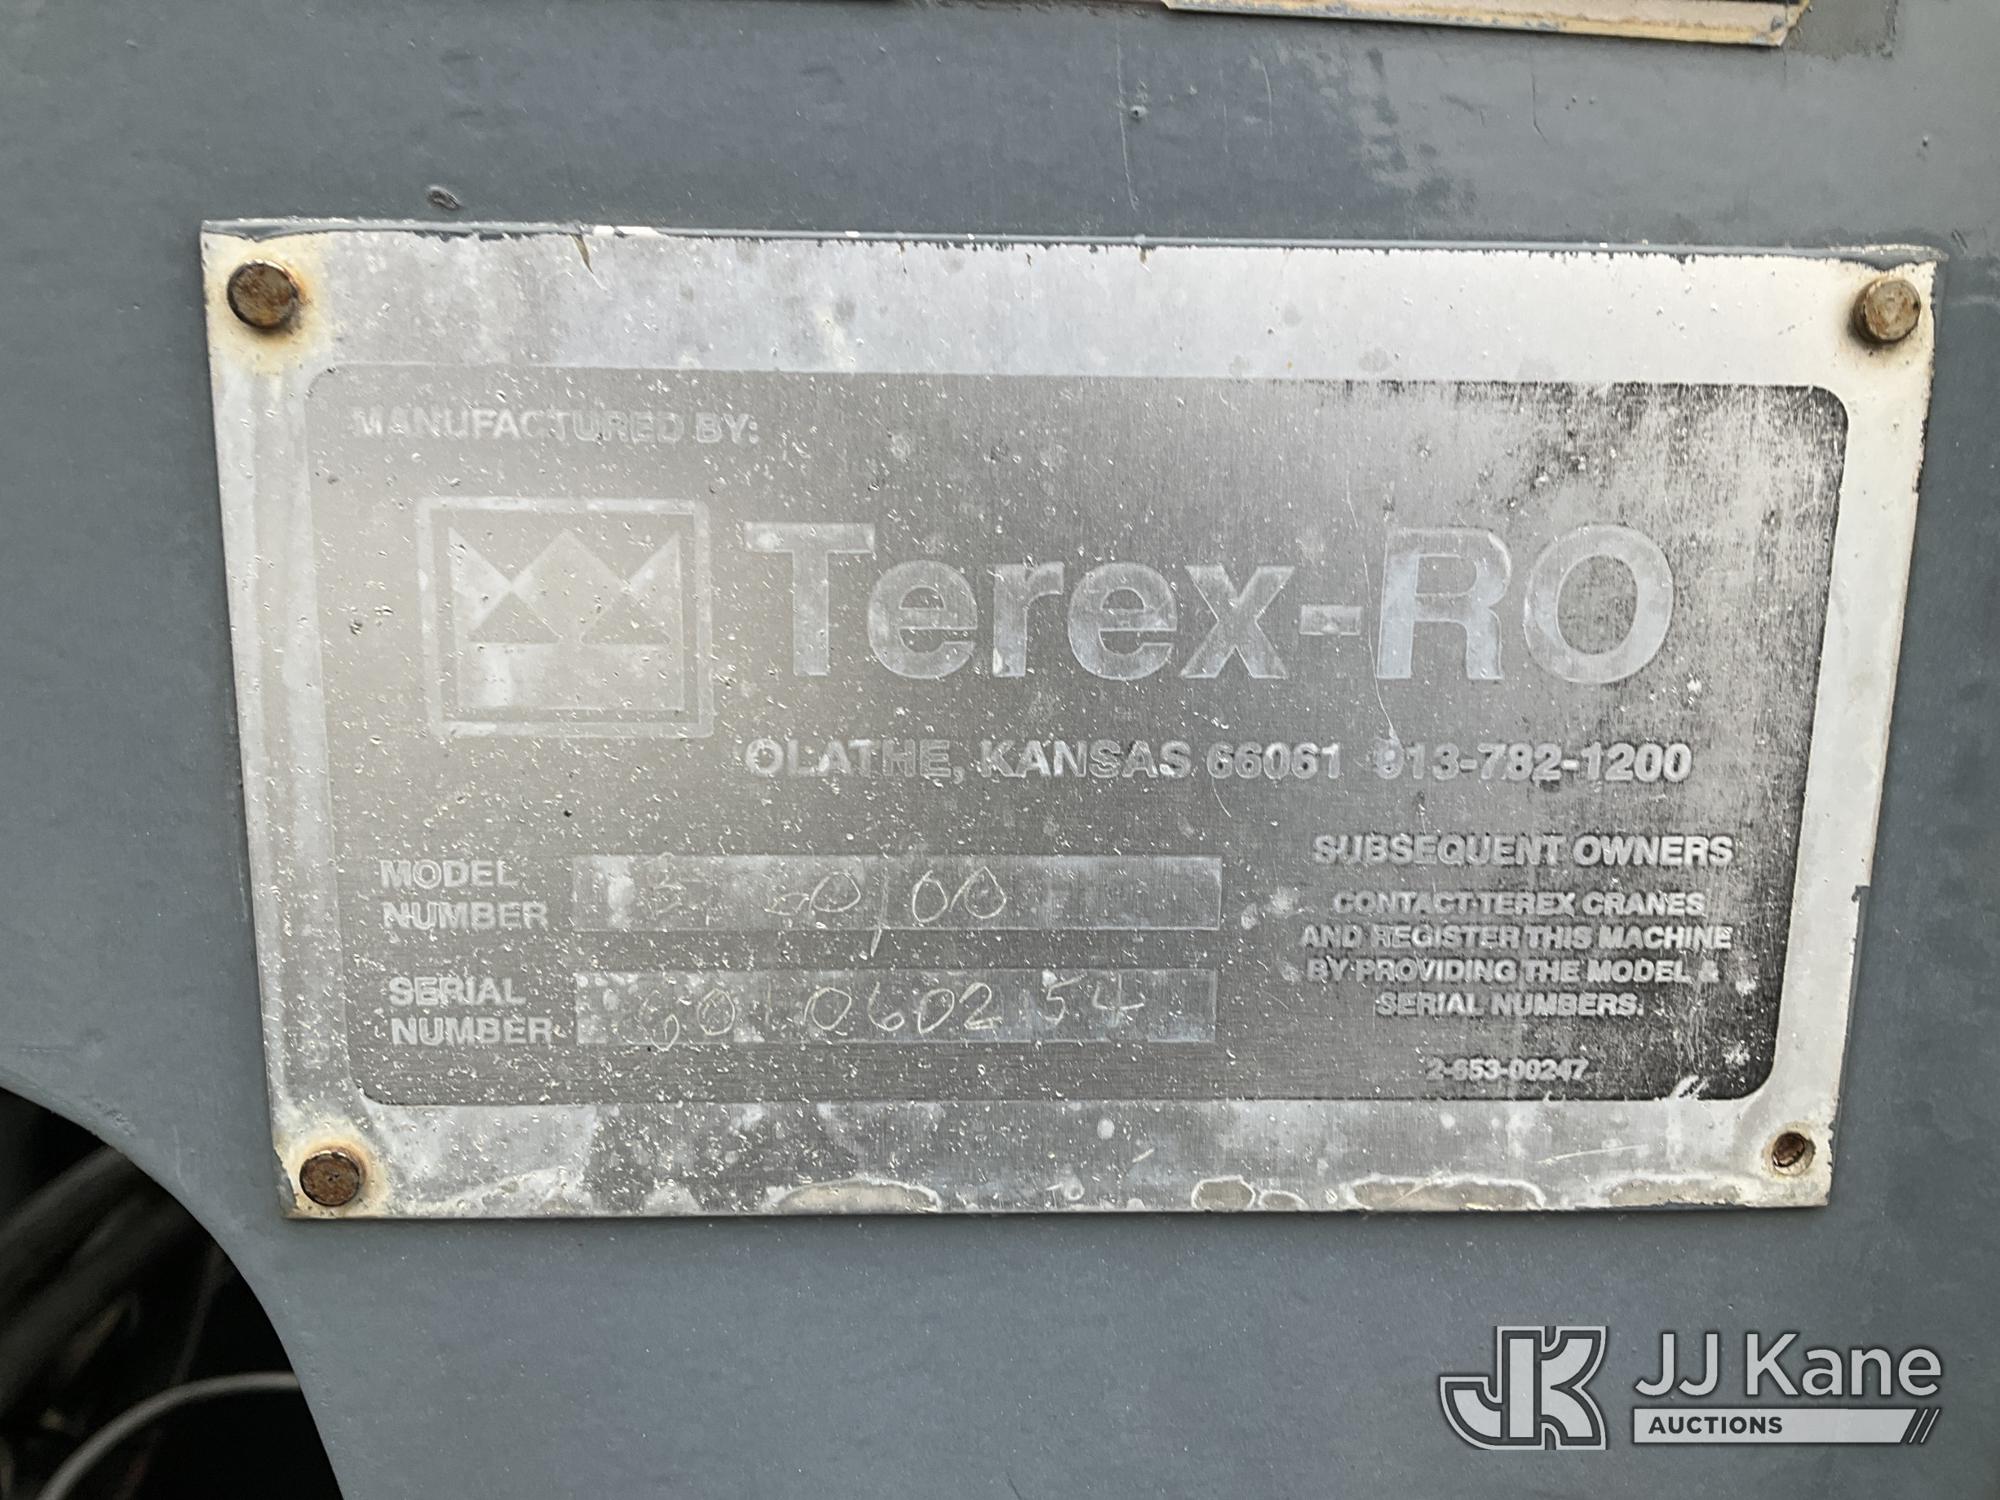 MANUFACTURED BY:
Terex-RO
OLATHE, KANSAS 66061 913-782-1200
MODEL
NUMBER
SERIAL
NUMBER
SUBSEQUENT OWNERS
CONTACT TEREX CRANES
AND REGISTER THIS MACHINE
BY PROVIDING THE MODEL &
SERIAL NUMBERS.
2-653-00247
JJ Kane
AUCTIONS